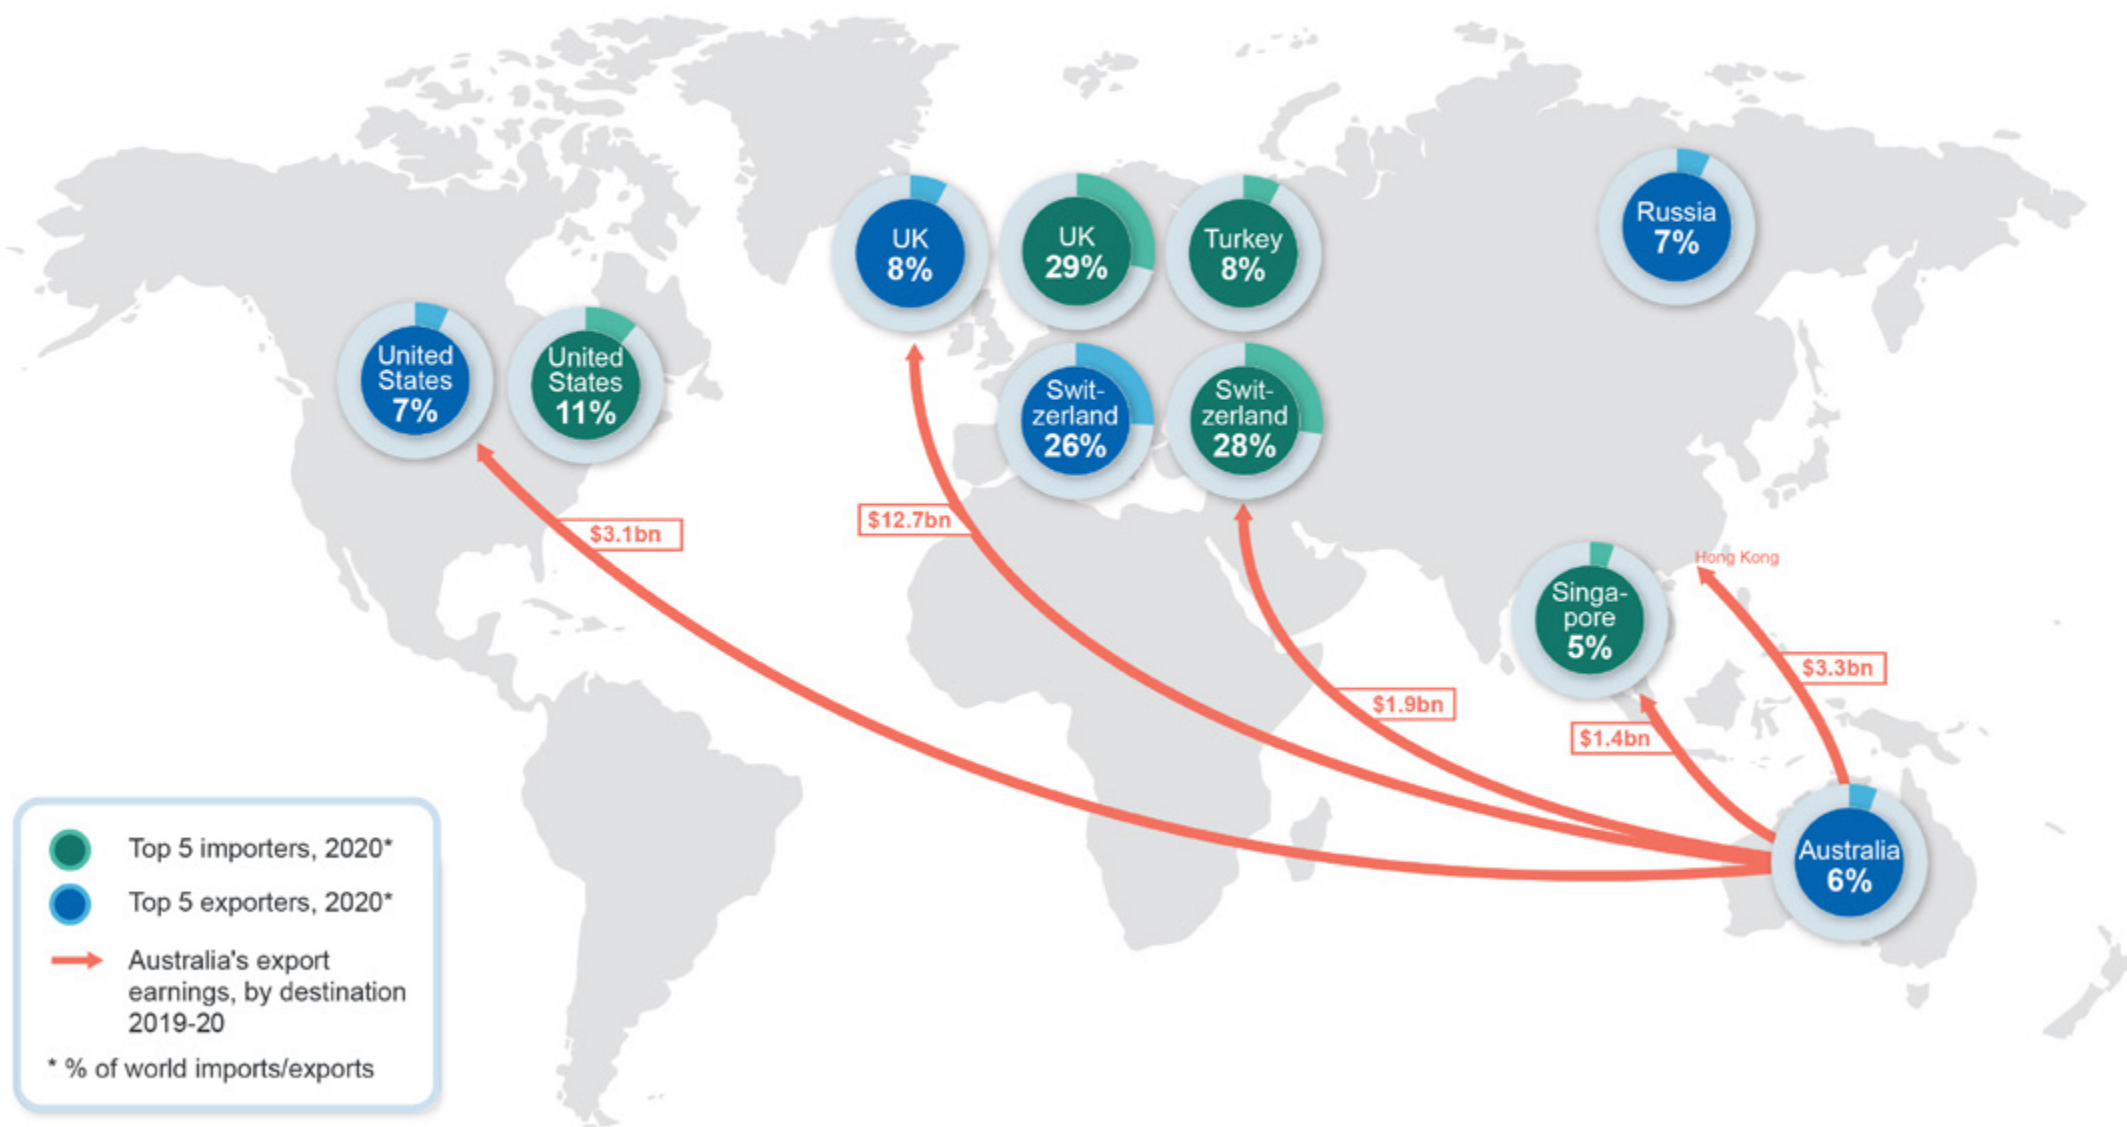 UK
8%
UK
29%
Turkey
8%
Russia
7%
United
States
7%
United
States
11%
Swit-
zerland
26%
Swit-
zerland
28%
$3.1bn
$12.7bn
Hong Kong
Singa-
pore
5%
$3.3bn
$1.9bn
$1.4bn
Australia
6%
Top 5 importers, 2020*
Top 5 exporters, 2020*
Australia's export
earnings, by destination
2019-20
* % of world imports/exports